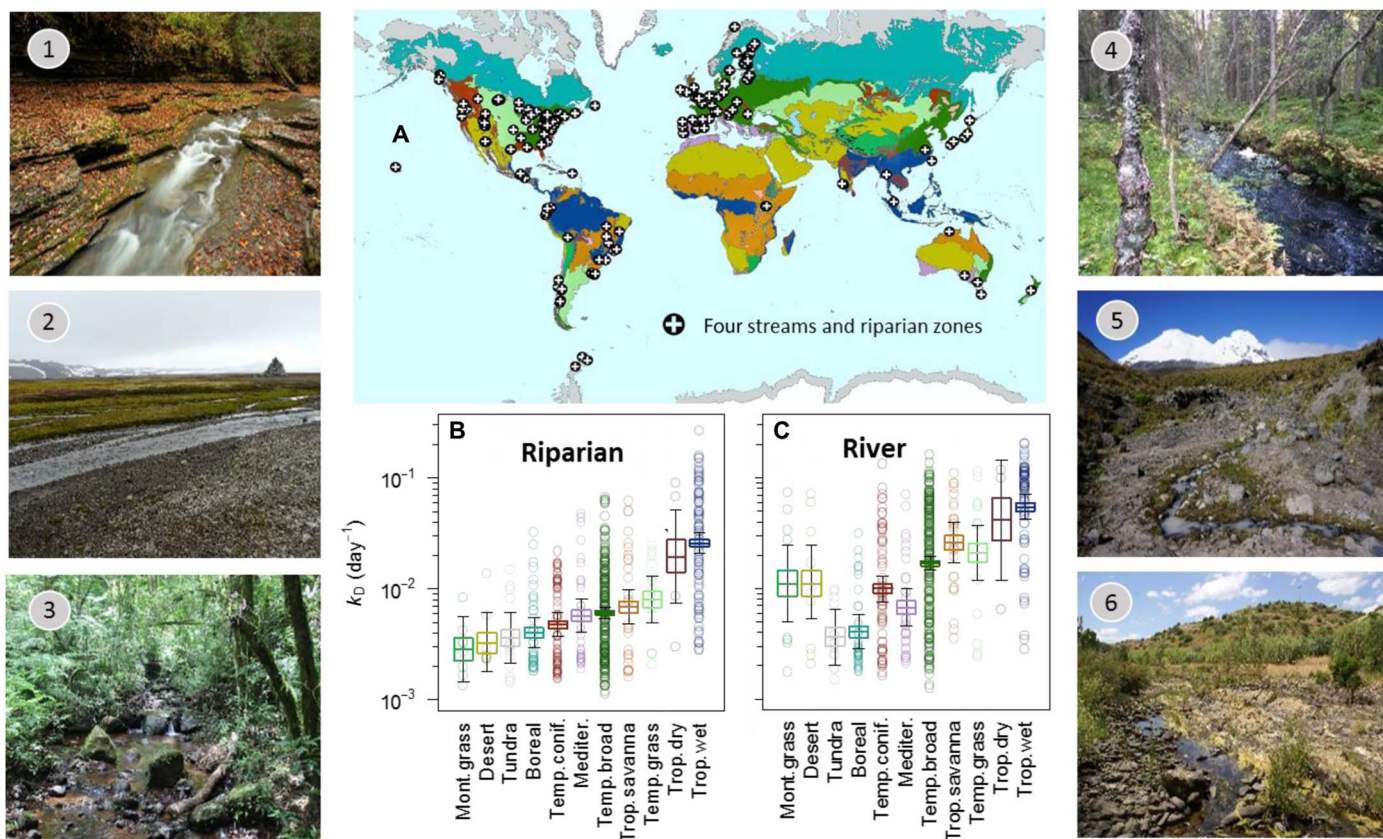 1
2
3
A
Four streams and riparian zones
4
5
6
B
Riparian
C
River
k_D (day⁻¹)
10⁻¹
10⁻²
10⁻³
Mont.grass
Desert
Tundra
Boreal
Temp.conif.
Mediter.
Temp.broad
Trop.savanna
Temp.grass
Trop.dry
Trop.wet
Mont.grass
Desert
Tundra
Boreal
Temp.conif.
Mediter.
Temp.broad
Trop.savanna
Temp.grass
Trop.dry
Trop.wet